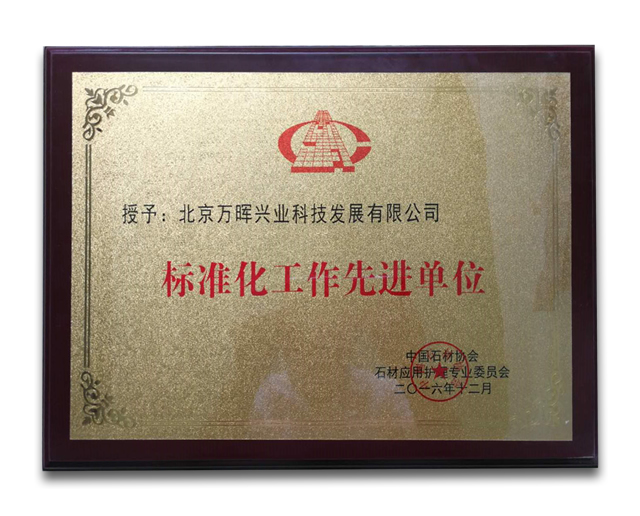 授予：北京万晖兴业科技发展有限公司
标准化工作先进单位
中国石材协会
石材应用护理专业委员会
二〇一六年十二月